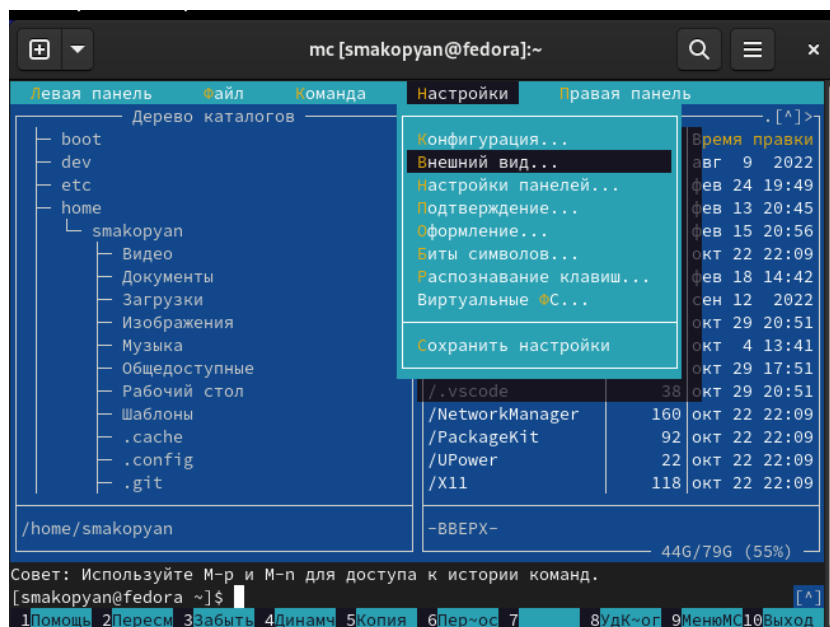 mc [smakopyan@fedora]:~
Левая панель Файл Команда Настройки Правая панель
Дерево каталогов .[^]>
boot
dev
etc
home
smakopyan
Видео
Документы
Загрузки
Изображения
Музыка
Общедоступные
Рабочий стол
Шаблоны
.cache
.config
.git
/home/smakopyan
Конфигурация...
Внешний вид...
Настройки панелей...
Подтверждение...
Оформление...
Биты символов...
Распознавание клавиш...
Виртуальные ФС...
Сохранить настройки
Время правки
авг 9 2022
фев 24 19:49
фев 13 20:45
фев 15 20:56
окт 22 22:09
фев 18 14:42
сен 12 2022
окт 29 20:51
окт 4 13:41
окт 29 17:51
/.vscode 38 окт 29 20:51
/NetworkManager 160 окт 22 22:09
/PackageKit 92 окт 22 22:09
/UPower 22 окт 22 22:09
/X11 118 окт 22 22:09
-ВВЕРХ-
44G/79G (55%)
Совет: Используйте M-p и M-n для доступа к истории команд.
[smakopyan@fedora ~]$ [^]
1Помощь 2Пересм 3Забыть 4Динамч 5Копия 6Пер~ос 7 8УдК~ог 9МенюMC 10Выход